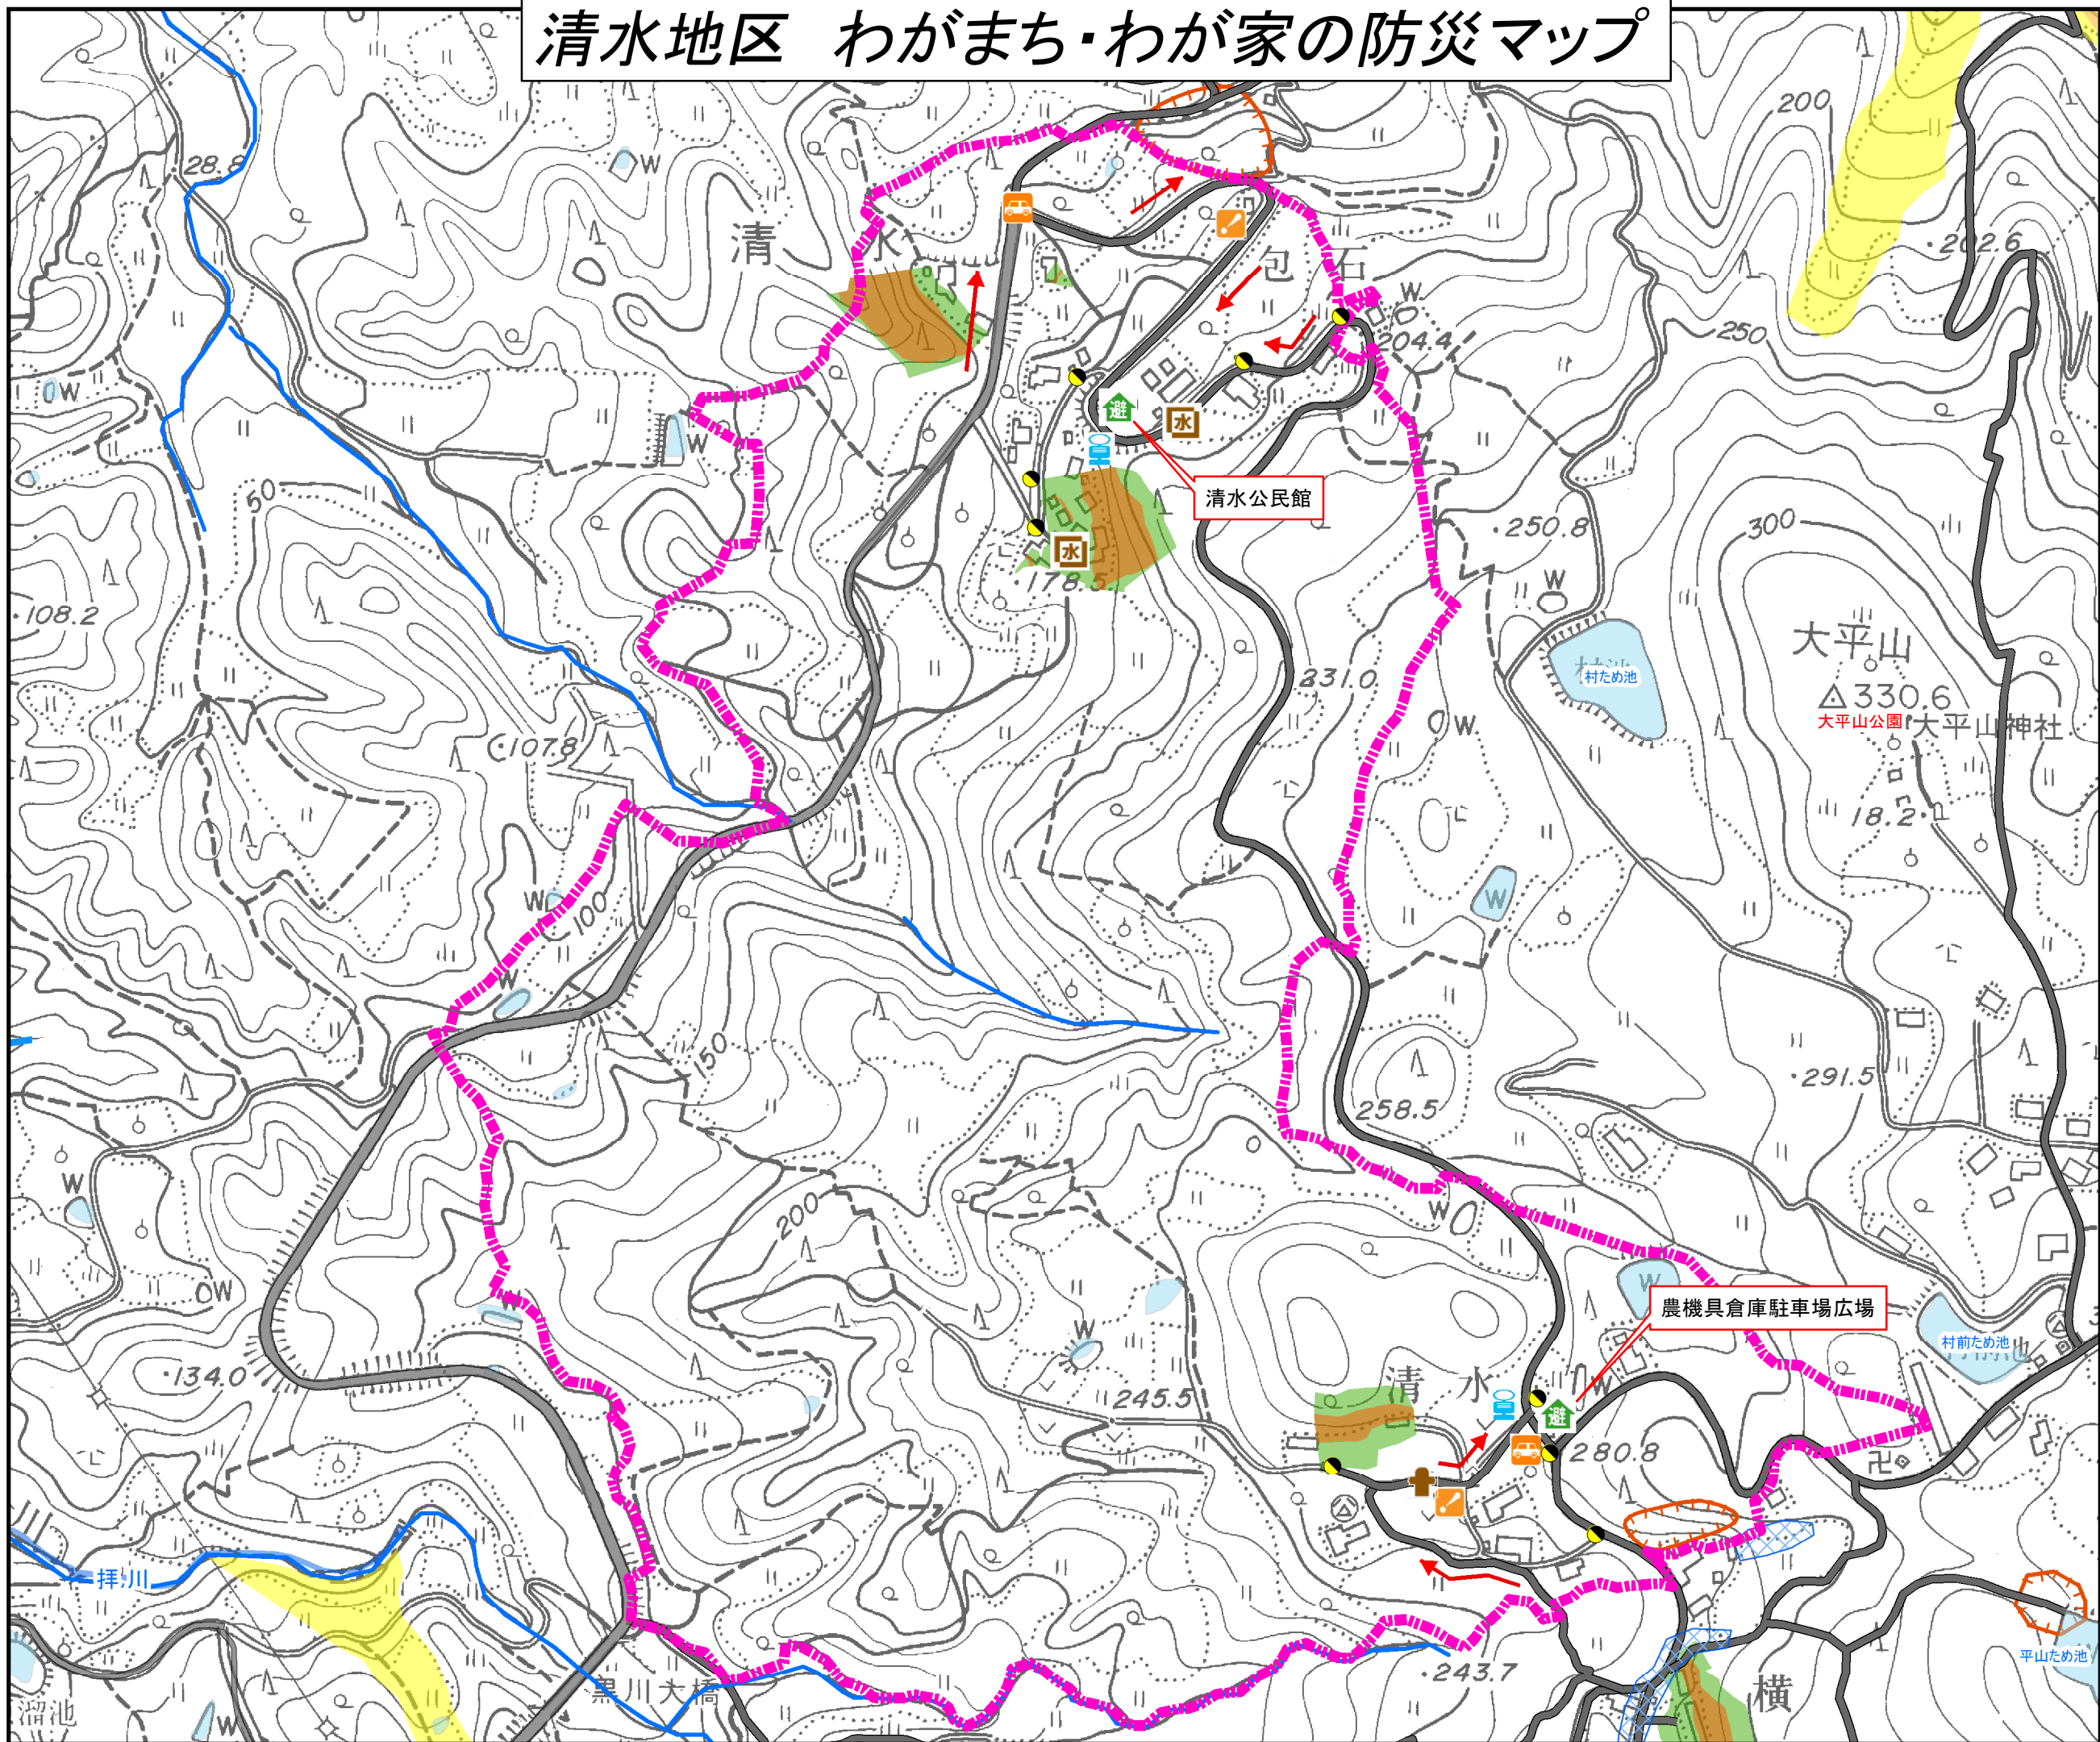 清水地区　わがまち・わが家の防災マップ
200
28.8
202.6
清 水
包 石
W
W
204.4
250
W
W
水
避
水
清水公民館
50
250.8
300
W
178.5
108.2
大平山
231.0
村ため池
330.6
大平山公園
大平山神社
W
107.8
18.2
W
W
100
W
150
291.5
258.5
W
200
W
W
W
W
W
農機具倉庫駐車場広場
村前ため池
134.0
清 水
W
245.5
避
280.8
卍
拝川
243.7
平山ため池
黒川大橋
横
溜池
W